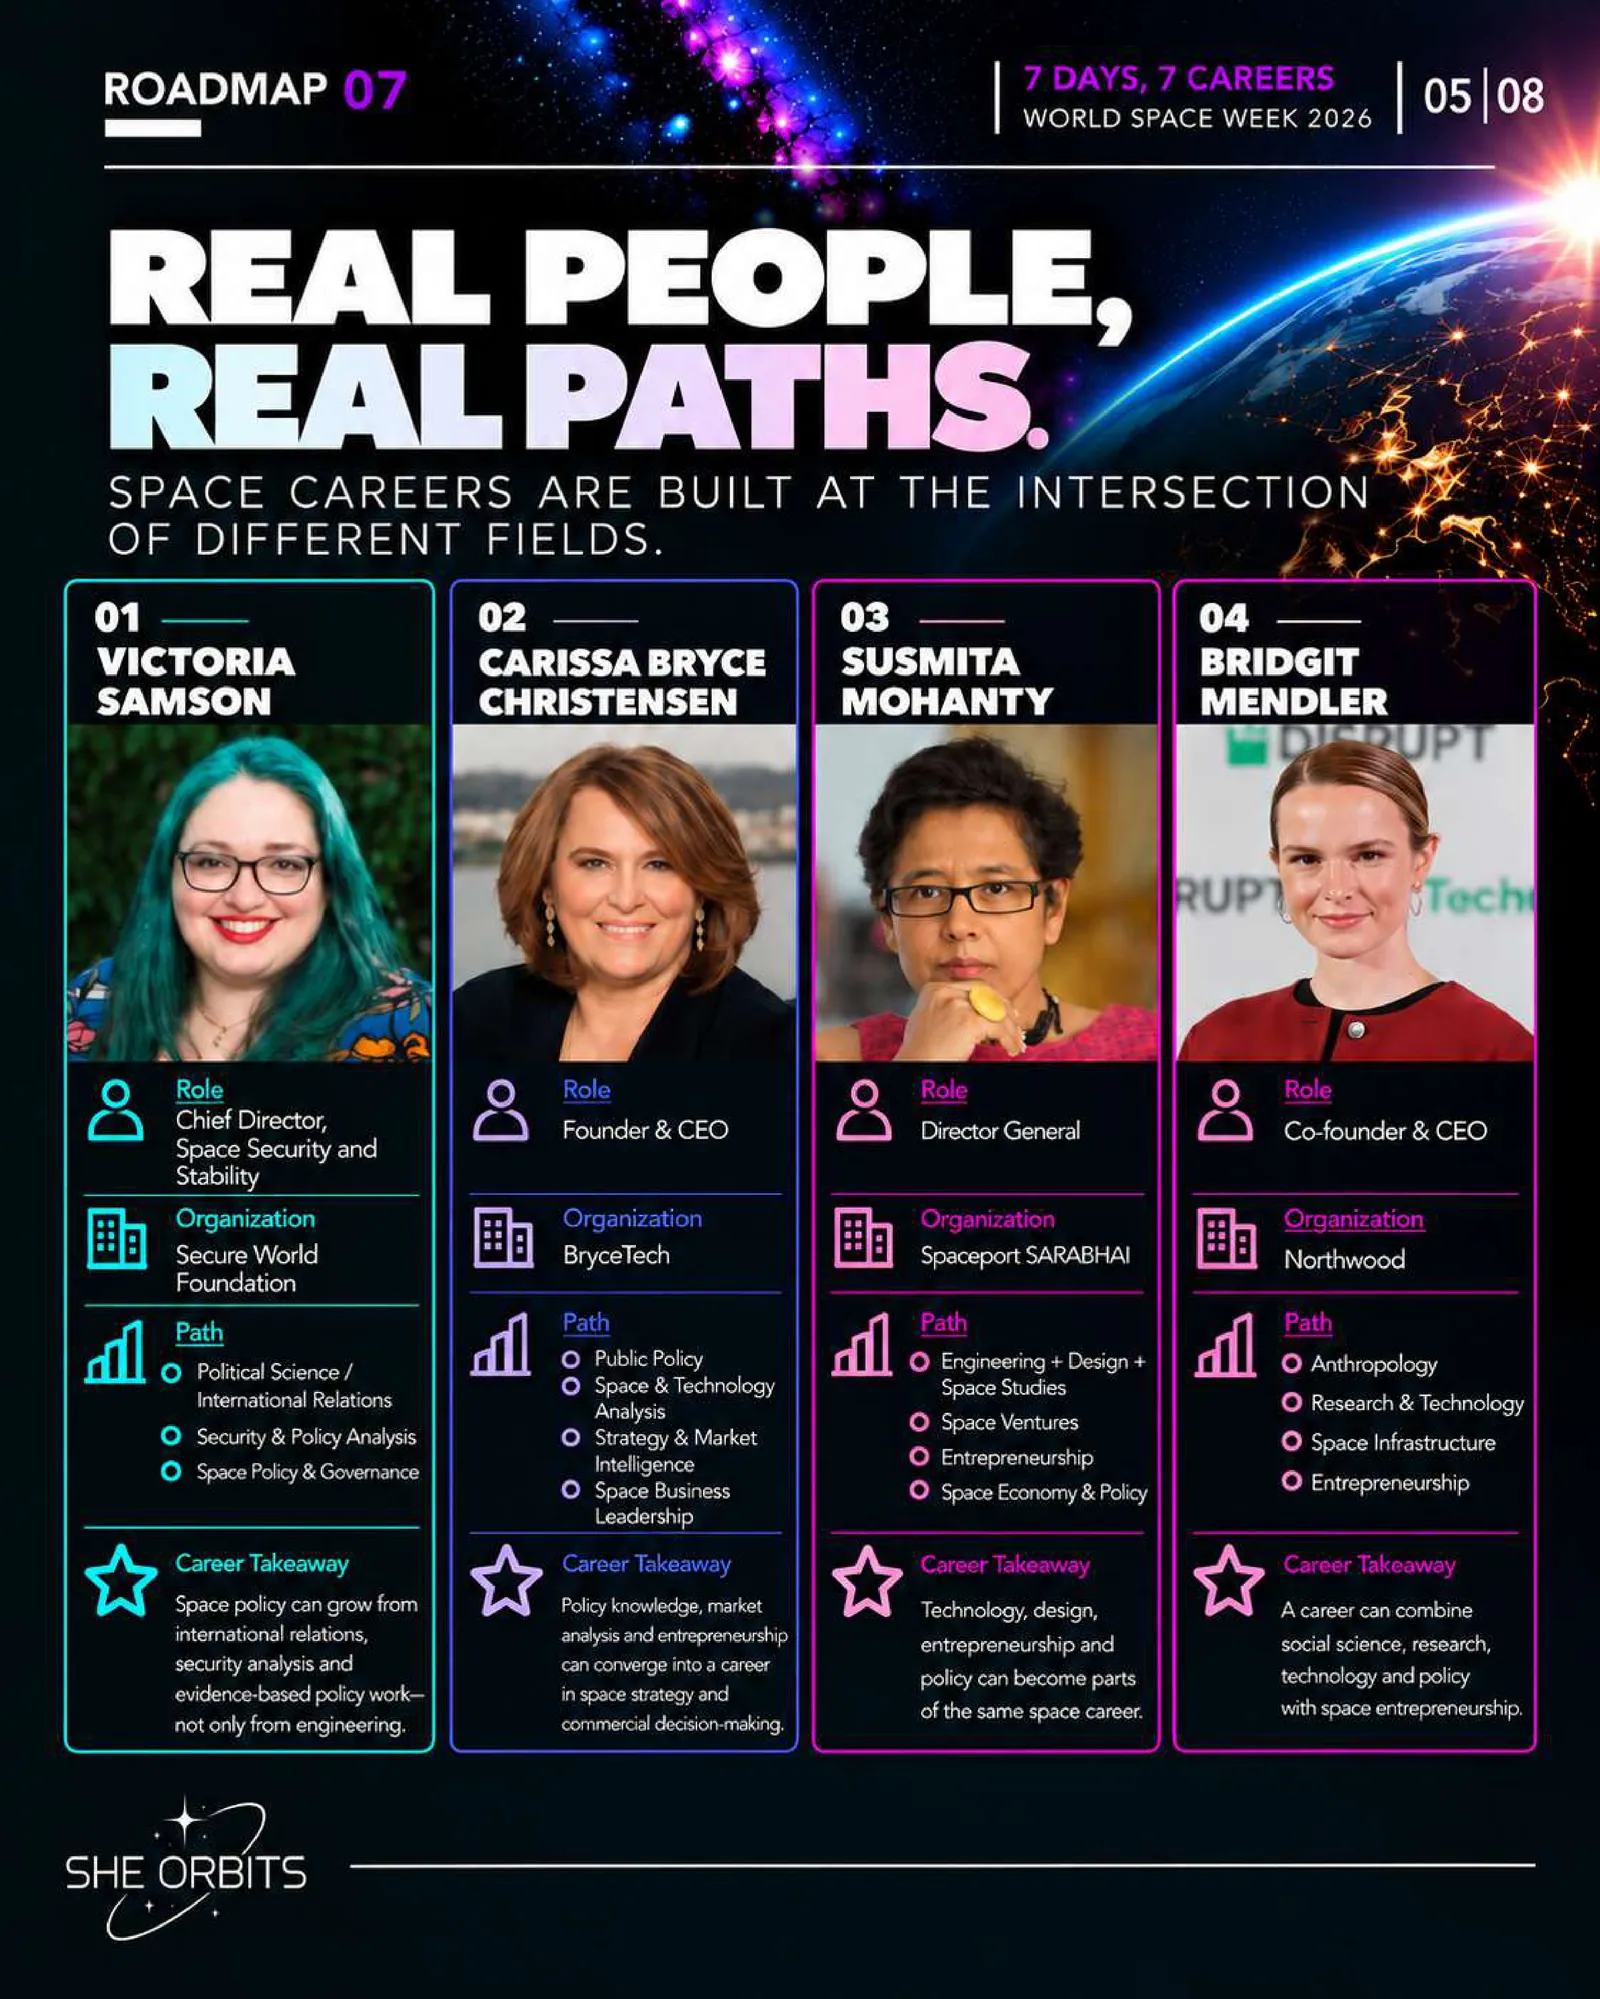 ROADMAP 07
7 DAYS, 7 CAREERS
WORLD SPACE WEEK 2026
05|08
REAL PEOPLE,
REAL PATHS.
SPACE CAREERS ARE BUILT AT THE INTERSECTION
OF DIFFERENT FIELDS.
01
VICTORIA
SAMSON
Role
Chief Director,
Space Security and
Stability
Organization
Secure World
Foundation
Path
Political Science /
International Relations
Security & Policy Analysis
Space Policy & Governance
Career Takeaway
Space policy can grow from
international relations,
security analysis and
evidence-based policy work—
not only from engineering.
02
CARISSA BRYCE
CHRISTENSEN
Role
Founder & CEO
Organization
BryceTech
Path
Public Policy
Space & Technology
Analysis
Strategy & Market
Intelligence
Space Business
Leadership
Career Takeaway
Policy knowledge, market
analysis and entrepreneurship
can converge into a career
in space strategy and
commercial decision-making.
03
SUSMITA
MOHANTY
Role
Director General
Organization
Spaceport SARABHAI
Path
Engineering + Design +
Space Studies
Space Ventures
Entrepreneurship
Space Economy & Policy
Career Takeaway
Technology, design,
entrepreneurship and
policy can become parts
of the same space career.
04
BRIDGIT
MENDLER
DISRUPT
RUPT
Tech
Role
Co-founder & CEO
Organization
Northwood
Path
Anthropology
Research & Technology
Space Infrastructure
Entrepreneurship
Career Takeaway
A career can combine
social science, research,
technology and policy
with space entrepreneurship.
SHE ORBITS